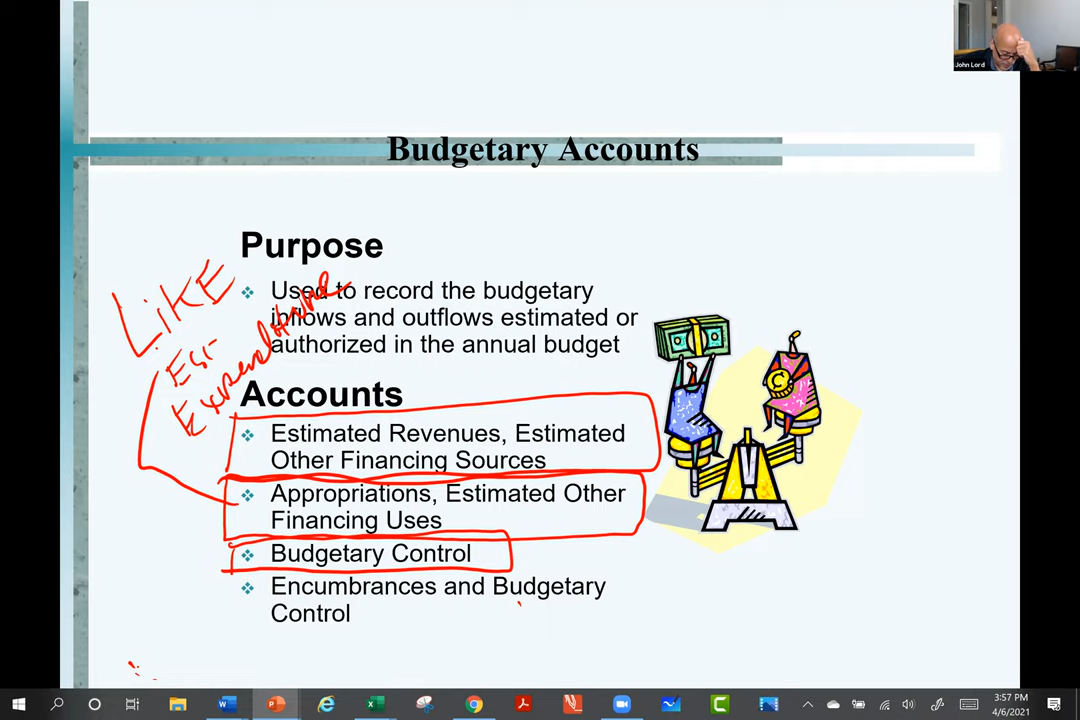 John Lord
Budgetary Accounts
Purpose
Used to record the budgetary
inflows and outflows estimated or
authorized in the annual budget
LiKE
EST
Expenditure
Accounts
Estimated Revenues, Estimated
Other Financing Sources
Appropriations, Estimated Other
Financing Uses
Budgetary Control
Encumbrances and Budgetary
Control
3:57 PM
4/6/2021